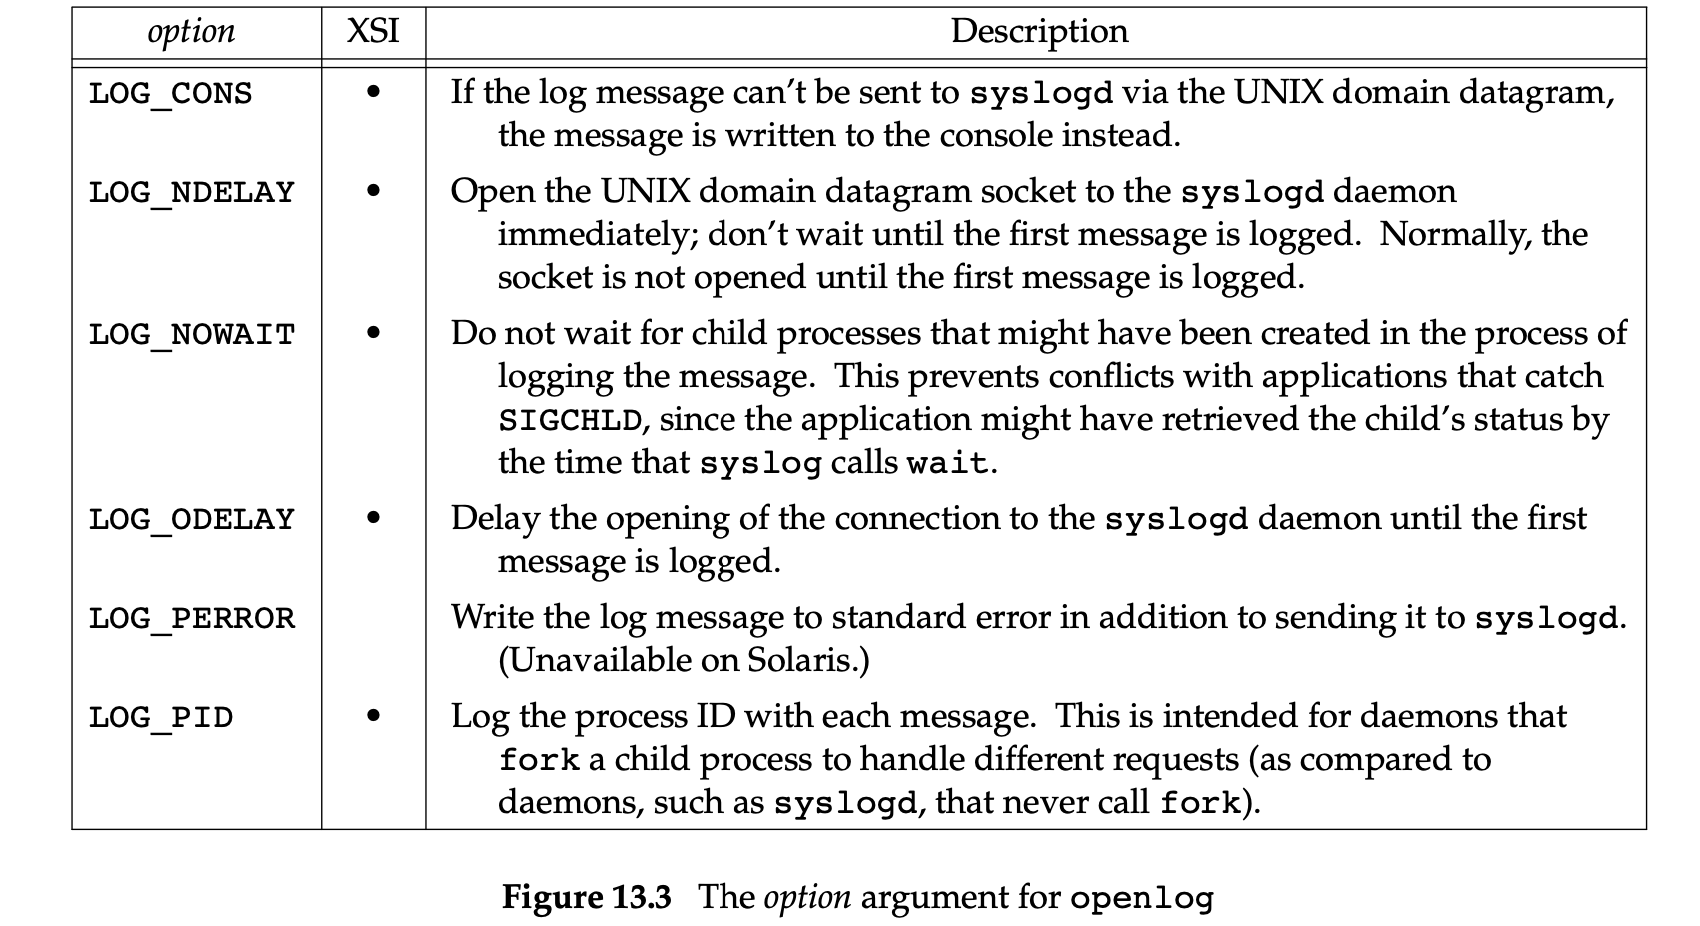 option XSI Description
LOG_CONS • If the log message can't be sent to syslogd via the UNIX domain datagram,
the message is written to the console instead.
LOG_NDELAY • Open the UNIX domain datagram socket to the syslogd daemon
immediately; don't wait until the first message is logged. Normally, the
socket is not opened until the first message is logged.
LOG_NOWAIT • Do not wait for child processes that might have been created in the process of
logging the message. This prevents conflicts with applications that catch
SIGCHLD, since the application might have retrieved the child's status by
the time that syslog calls wait.
LOG_ODELAY • Delay the opening of the connection to the syslogd daemon until the first
message is logged.
LOG_PERROR Write the log message to standard error in addition to sending it to syslogd.
(Unavailable on Solaris.)
LOG_PID • Log the process ID with each message. This is intended for daemons that
fork a child process to handle different requests (as compared to
daemons, such as syslogd, that never call fork).
Figure 13.3 The option argument for openlog